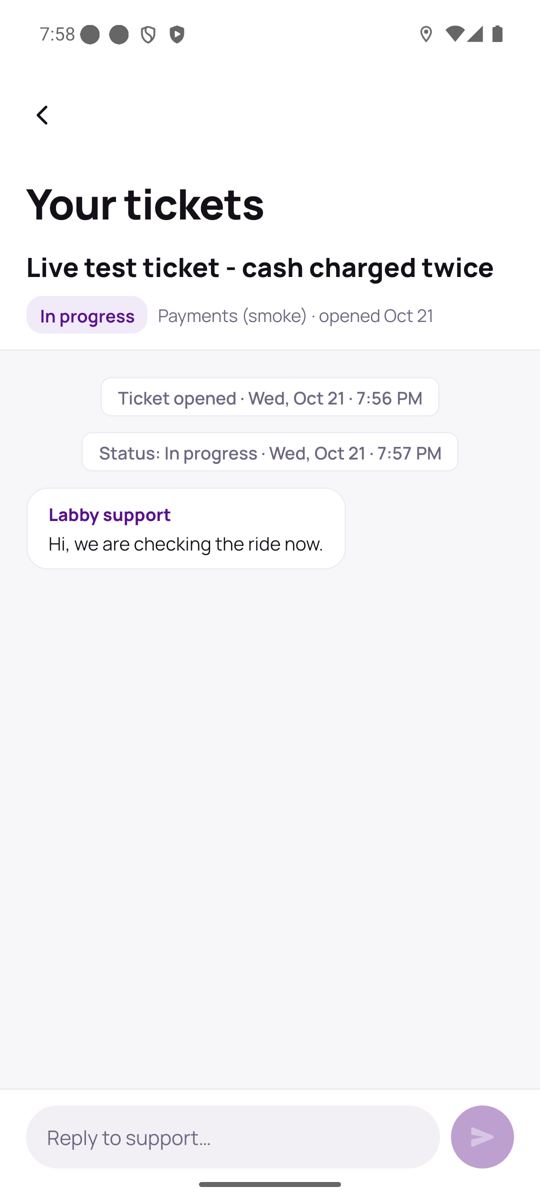 7:58
Your tickets
Live test ticket - cash charged twice
In progress Payments (smoke) · opened Oct 21
Ticket opened · Wed, Oct 21 · 7:56 PM
Status: In progress · Wed, Oct 21 · 7:57 PM
Labby support
Hi, we are checking the ride now.
Reply to support...